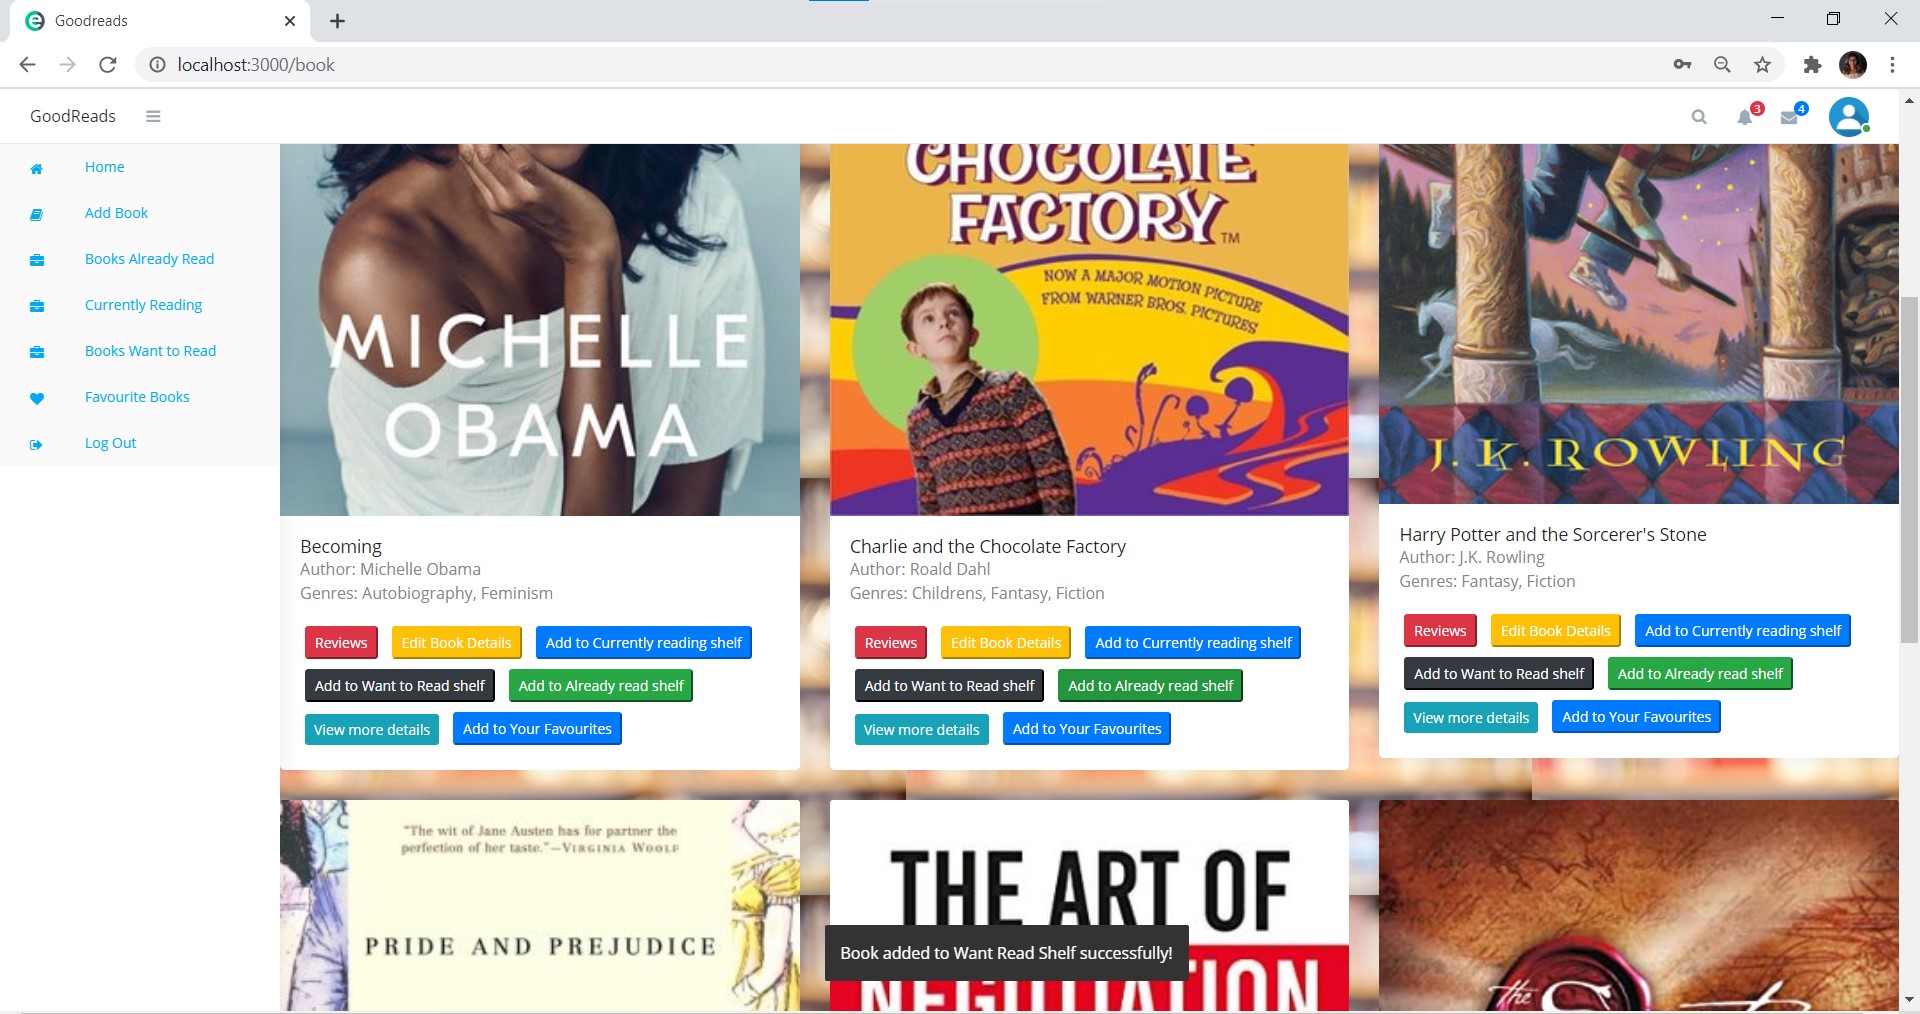 Goodreads
localhost:3000/book
GoodReads
3
4
Home
Add Book
Books Already Read
Currently Reading
Books Want to Read
Favourite Books
Log Out
MICHELLE
OBAMA
CHOCOLATE
FACTORY TM
NOW A MAJOR MOTION PICTURE
FROM WARNER BROS. PICTURES
J. K. ROWLING
Becoming
Author: Michelle Obama
Genres: Autobiography, Feminism
Reviews
Edit Book Details
Add to Currently reading shelf
Add to Want to Read shelf
Add to Already read shelf
View more details
Add to Your Favourites
Charlie and the Chocolate Factory
Author: Roald Dahl
Genres: Childrens, Fantasy, Fiction
Reviews
Edit Book Details
Add to Currently reading shelf
Add to Want to Read shelf
Add to Already read shelf
View more details
Add to Your Favourites
Harry Potter and the Sorcerer's Stone
Author: J.K. Rowling
Genres: Fantasy, Fiction
Reviews
Edit Book Details
Add to Currently reading shelf
Add to Want to Read shelf
Add to Already read shelf
View more details
Add to Your Favourites
"The wit of Jane Austen has for partner the
perfection of her taste."—VIRGINIA WOOLF
PRIDE AND PREJUDICE
THE ART OF
NEGOTIATION
the
Book added to Want Read Shelf successfully!